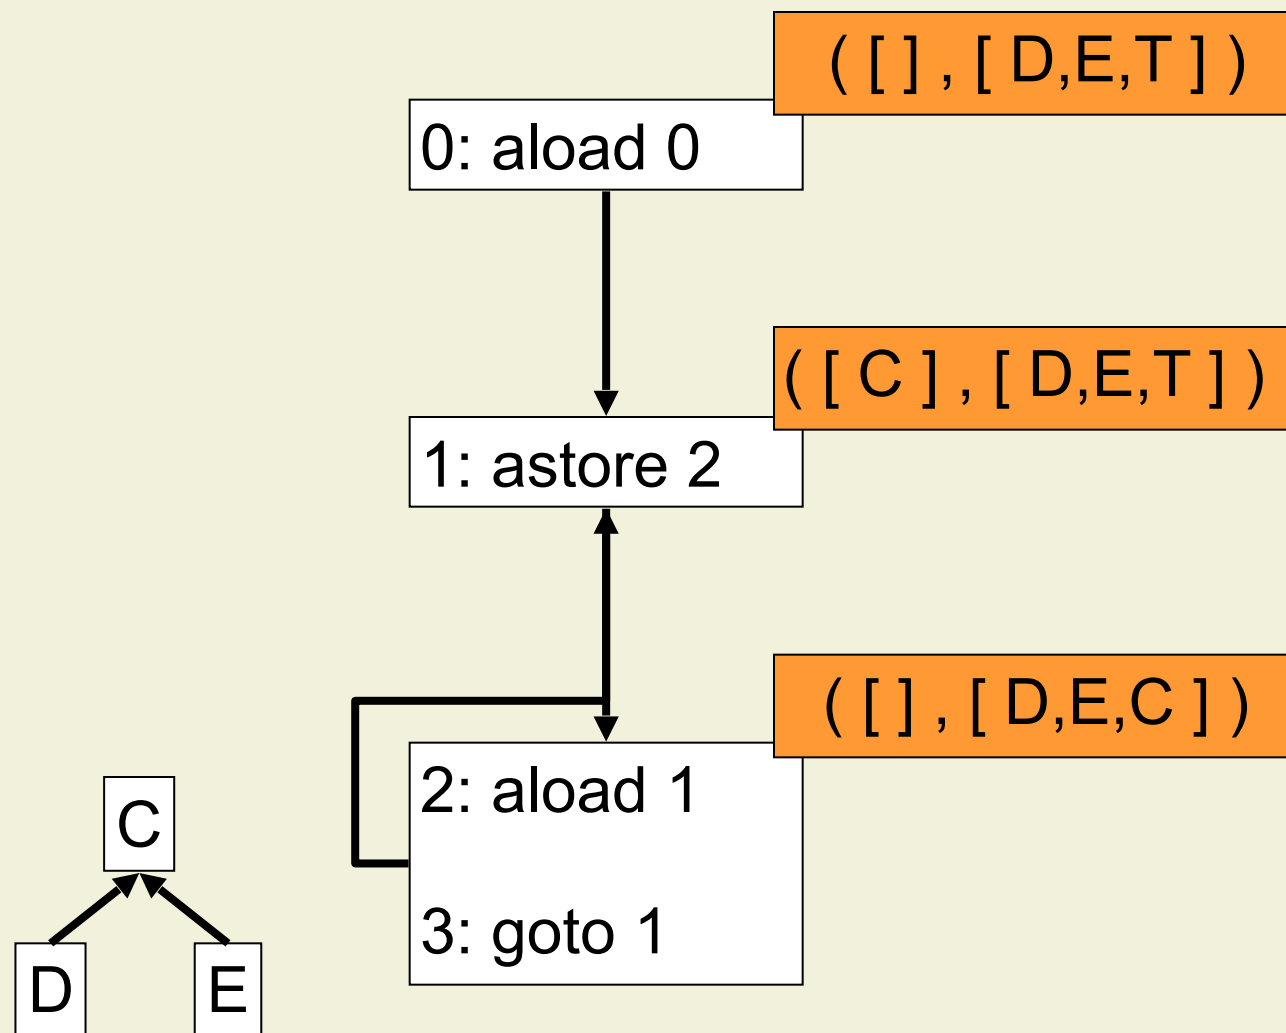 ( [ ] , [ D,E,T ] )
0: aload 0
( [ C ] , [ D,E,T ] )
1: astore 2
( [ ] , [ D,E,C ] )
2: aload 1
3: goto 1
C
D E